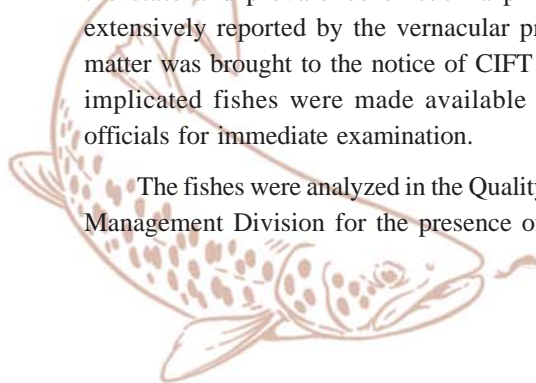 extensively reported by the vernacular
matter was brought to the notice of CIFT
implicated fishes were made available
officials for immediate examination.
The fishes were analyzed in the Quality
Management Division for the presence